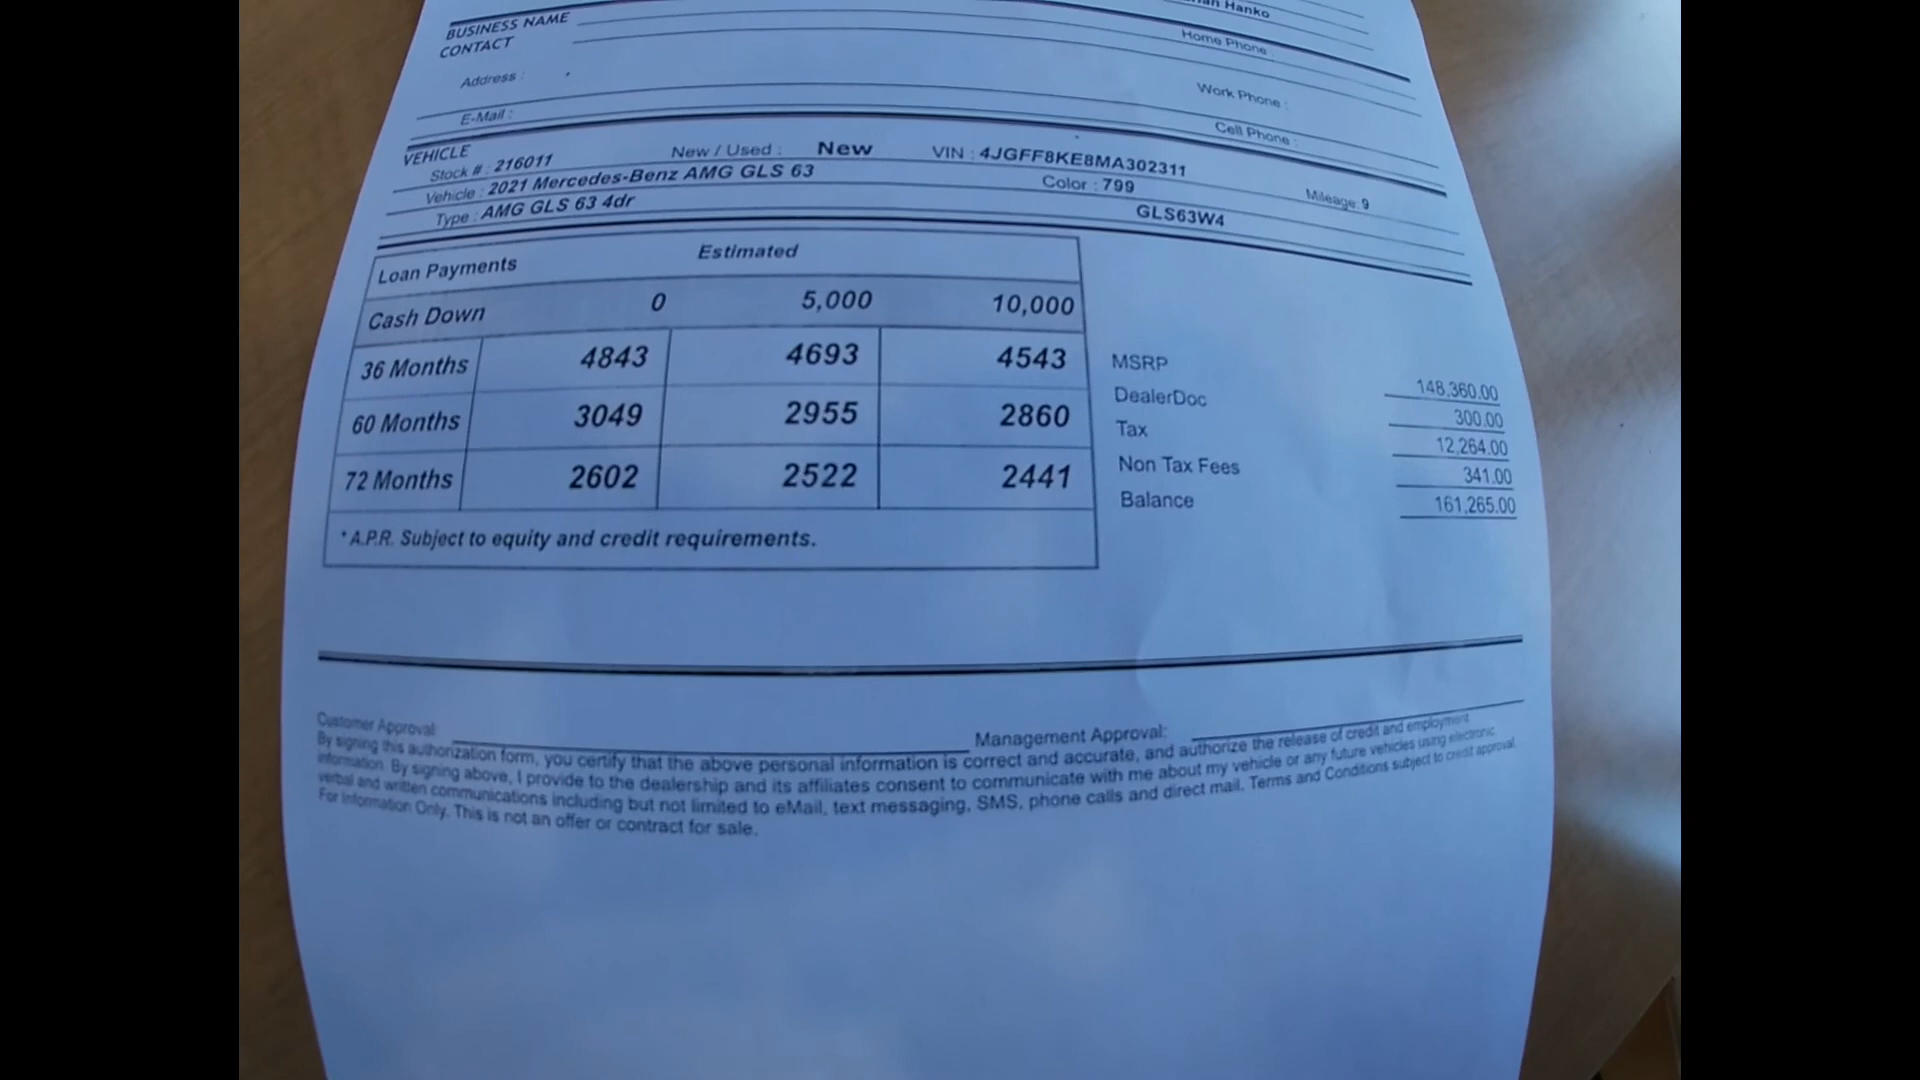 Hanko
BUSINESS NAME
CONTACT
Home Phone
Address :
Work Phone :
E-Mail :
Cell Phone :
VEHICLE
Stock # : 216011 New / Used : New VIN : 4JGFF8KE8MA302311
Vehicle : 2021 Mercedes-Benz AMG GLS 63 Color : 799 Mileage: 9
Type : AMG GLS 63 4dr GLS63W4
Loan Payments Estimated
Cash Down 0 5,000 10,000
36 Months 4843 4693 4543
60 Months 3049 2955 2860
72 Months 2602 2522 2441
* A.P.R. Subject to equity and credit requirements.
MSRP 148,360.00
DealerDoc 300.00
Tax 12,264.00
Non Tax Fees 341.00
Balance 161,265.00
Customer Approval: Management Approval:
By signing this authorization form, you certify that the above personal information is correct and accurate, and authorize the release of credit and employment
information. By signing above, I provide to the dealership and its affiliates consent to communicate with me about my vehicle or any future vehicles using electronic
verbal and written communications including but not limited to eMail, text messaging, SMS, phone calls and direct mail. Terms and Conditions subject to credit approval.
For Information Only. This is not an offer or contract for sale.